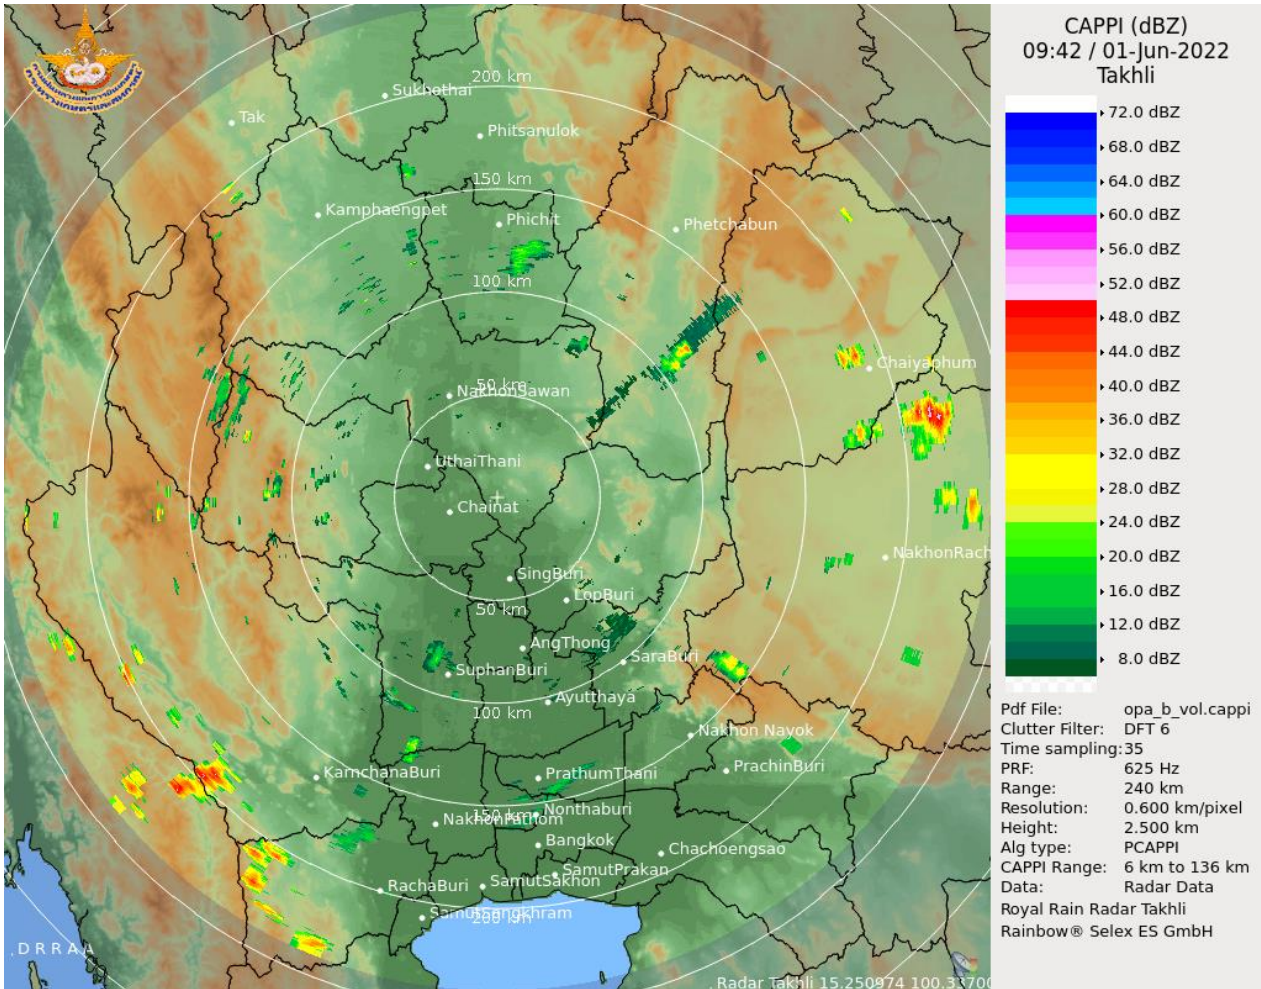 CAPPI (dBZ)
09:42 / 01-Jun-2022
Takhli
200 km
Sukhothai
Tak
Phitsanulok
150 km
Kamphaengpet
Phichit
Phetchabun
100 km
Chaiyaphum
50 km
NakhonSawan
UthaiThani
Chainat
NakhonRach
SingBuri
LopBuri
50 km
AngThong
SaraBuri
SuphanBuri
Ayutthaya
100 km
Nakhon Nayok
KarnchanaBuri
PrathumThani
PrachinBuri
150 km
Nonthaburi
NakhonPathom
Bangkok
Chachoengsao
SamutPrakan
SamutSakhon
RachaBuri
SamutSongkhram
200 km
DRRAA
Radar Takhli 15.250974 100.33700
72.0 dBZ
68.0 dBZ
64.0 dBZ
60.0 dBZ
56.0 dBZ
52.0 dBZ
48.0 dBZ
44.0 dBZ
40.0 dBZ
36.0 dBZ
32.0 dBZ
28.0 dBZ
24.0 dBZ
20.0 dBZ
16.0 dBZ
12.0 dBZ
8.0 dBZ
Pdf File: opa_b_vol.cappi
Clutter Filter: DFT 6
Time sampling:35
PRF: 625 Hz
Range: 240 km
Resolution: 0.600 km/pixel
Height: 2.500 km
Alg type: PCAPPI
CAPPI Range: 6 km to 136 km
Data: Radar Data
Royal Rain Radar Takhli
Rainbow® Selex ES GmbH